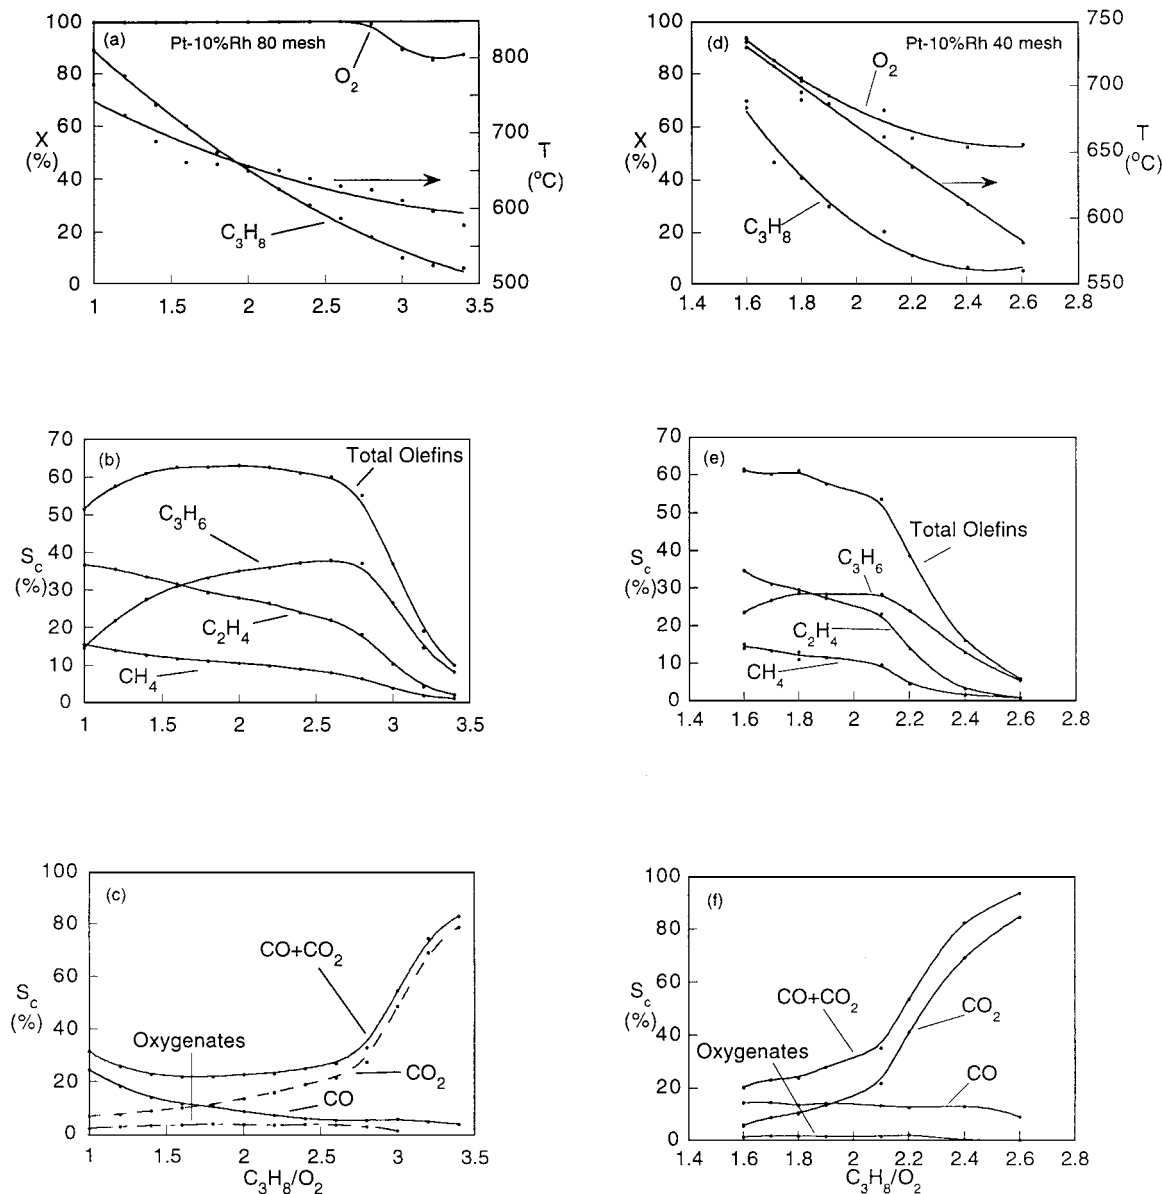 (a)
Pt-10%Rh 80 mesh
O2
C3H8
X
(%)
T
(°C)
100
80
60
40
20
0
800
700
600
500
1
1.5
2
2.5
3
3.5
(d)
Pt-10%Rh 40 mesh
O2
C3H8
X
(%)
T
(°C)
100
80
60
40
20
0
750
700
650
600
550
1.4
1.6
1.8
2
2.2
2.4
2.6
2.8
(b)
Total Olefins
C3H6
C2H4
CH4
Sc
(%)
70
60
50
40
30
20
10
0
1
1.5
2
2.5
3
3.5
(e)
Total Olefins
C3H6
C2H4
CH4
Sc
(%)
70
60
50
40
30
20
10
0
1.4
1.6
1.8
2
2.2
2.4
2.6
2.8
(c)
CO+CO2
Oxygenates
CO2
CO
Sc
(%)
100
80
60
40
20
0
1
1.5
2
2.5
3
3.5
C3H8/O2
(f)
CO+CO2
CO2
Oxygenates
CO
Sc
(%)
100
80
60
40
20
0
1.4
1.6
1.8
2
2.2
2.4
2.6
2.8
C3H8/O2